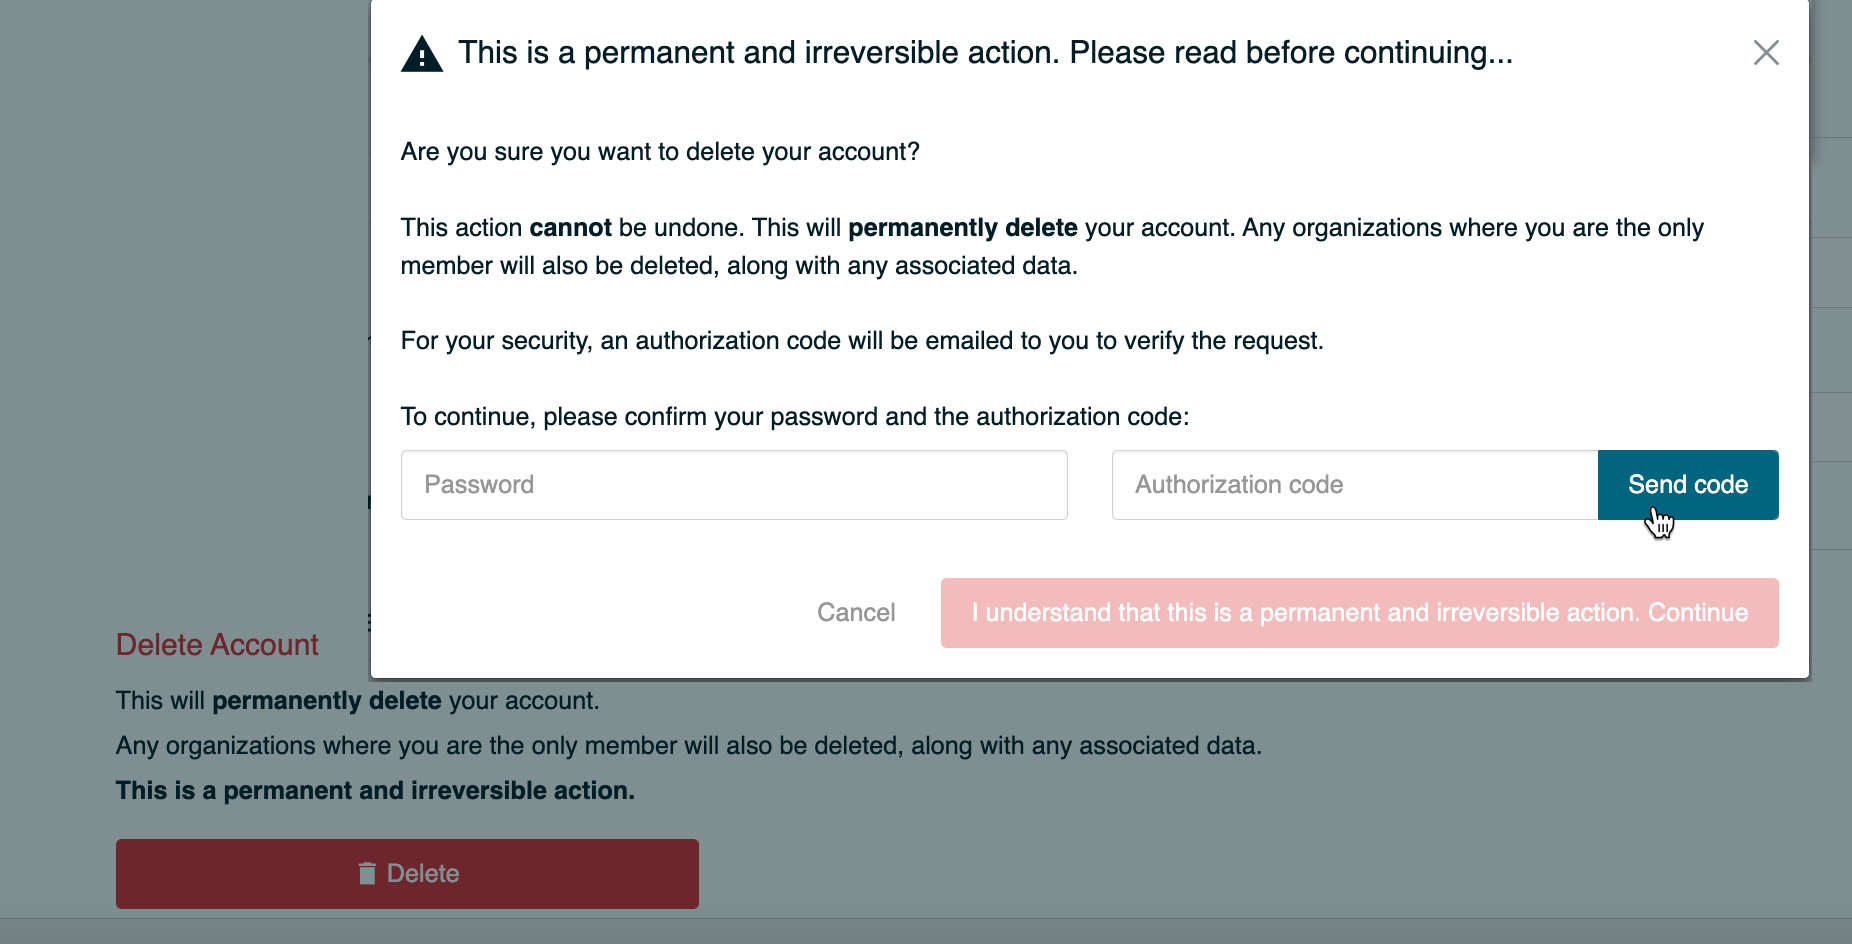 This is a permanent and irreversible action. Please read before continuing...
Are you sure you want to delete your account?
This action cannot be undone. This will permanently delete your account. Any organizations where you are the only
member will also be deleted, along with any associated data.
For your security, an authorization code will be emailed to you to verify the request.
To continue, please confirm your password and the authorization code:
Password
Authorization code
Send code
Cancel
I understand that this is a permanent and irreversible action. Continue
Delete Account
This will permanently delete your account.
Any organizations where you are the only member will also be deleted, along with any associated data.
This is a permanent and irreversible action.
Delete